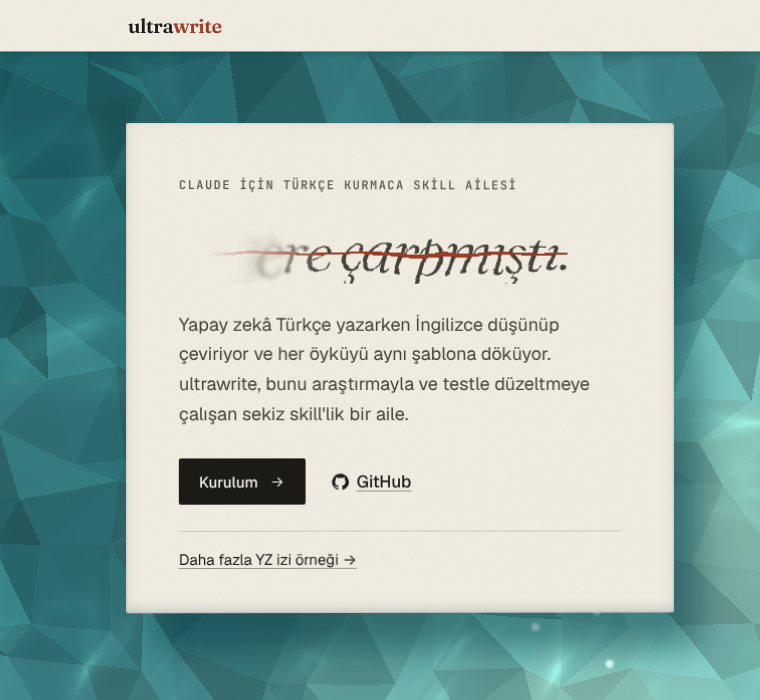 ultrawrite
CLAUDE İÇİN TÜRKÇE KURMACA SKİLL AİLESİ
çarpmıştı.
Yapay zekâ Türkçe yazarken İngilizce düşünüp
çeviriyor ve her öyküyü aynı şablona döküyor.
ultrawrite, bunu araştırmayla ve testle düzeltmeye
çalışan sekiz skill'lik bir aile.
Kurulum →
GitHub
Daha fazla YZ izi örneği →